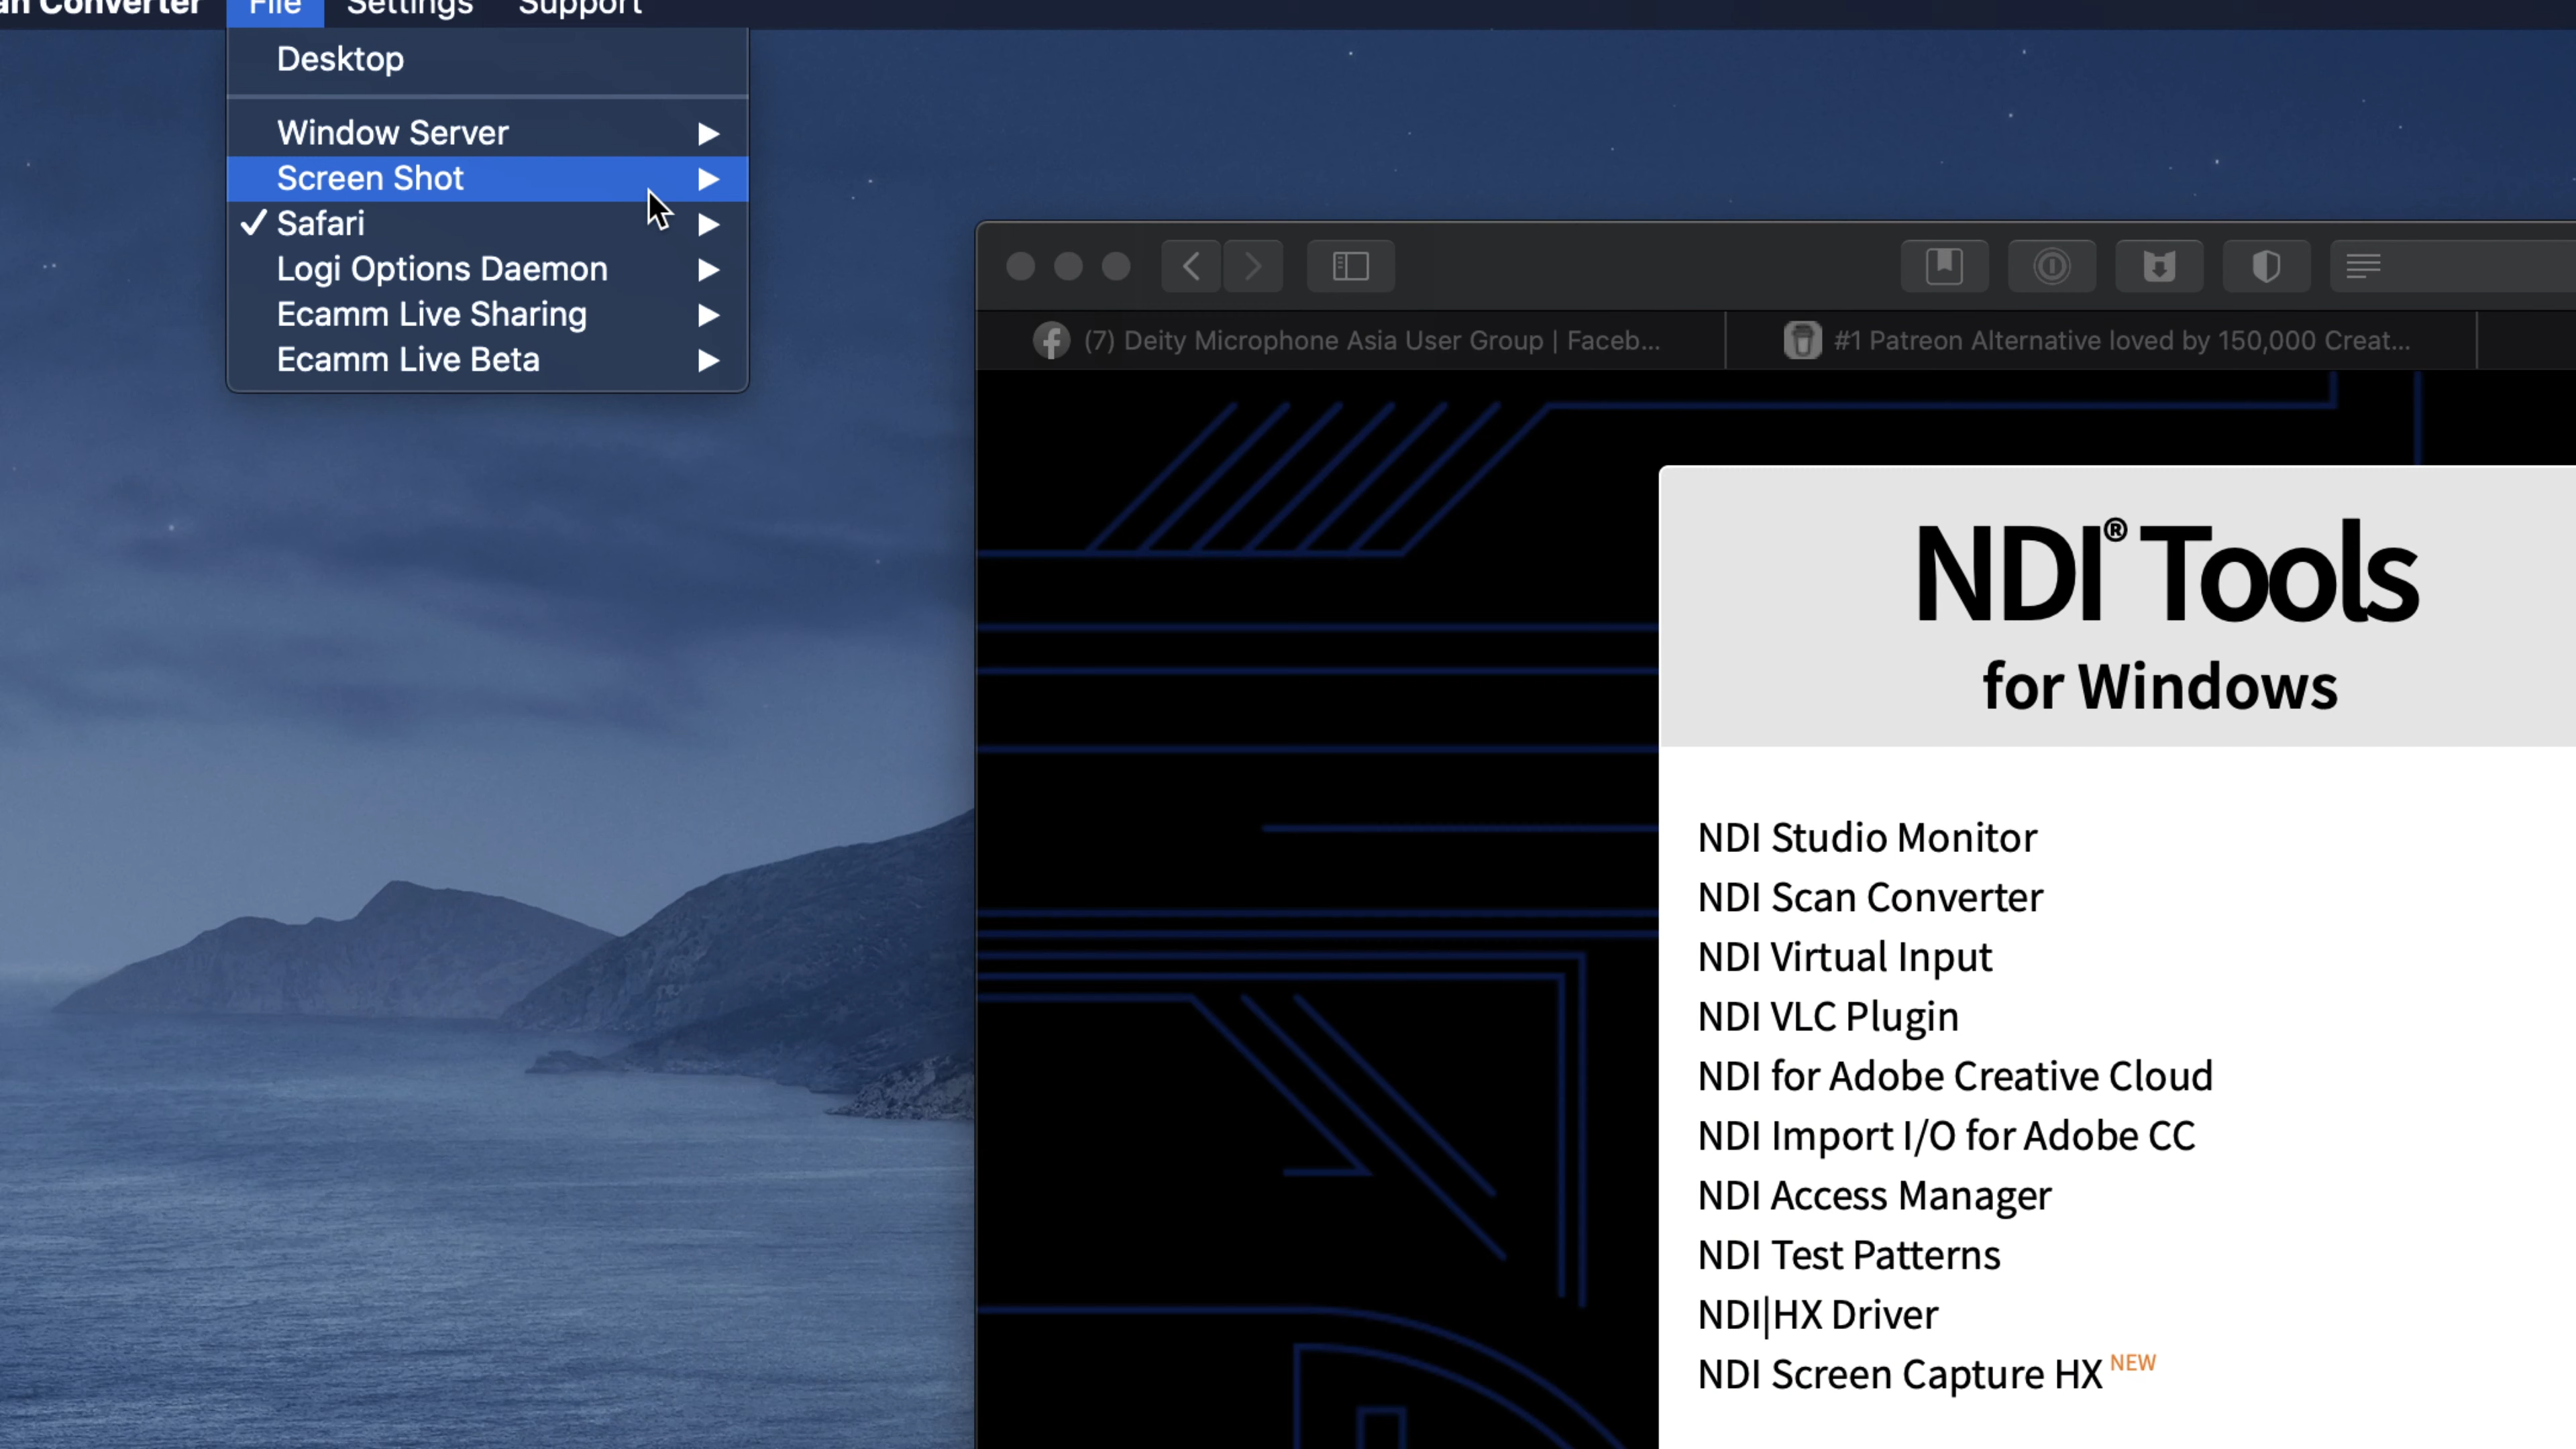 an Converter File Settings Support
Desktop
Window Server
Screen Shot
Safari
Logi Options Daemon
Ecamm Live Sharing
Ecamm Live Beta
(7) Deity Microphone Asia User Group | Faceb...
#1 Patreon Alternative loved by 150,000 Creat...
NDI® Tools
for Windows
NDI Studio Monitor
NDI Scan Converter
NDI Virtual Input
NDI VLC Plugin
NDI for Adobe Creative Cloud
NDI Import I/O for Adobe CC
NDI Access Manager
NDI Test Patterns
NDI|HX Driver
NDI Screen Capture HX NEW